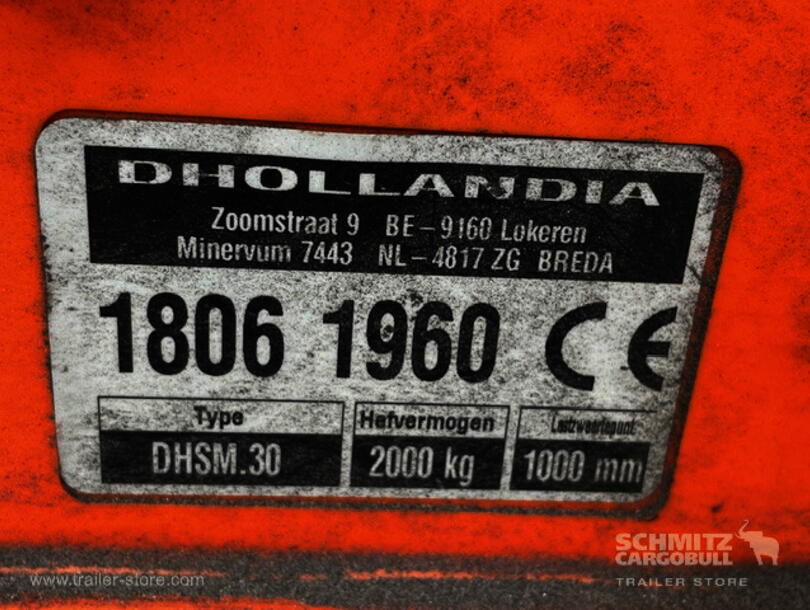 DHOLLANDIA
Zoomstraat 9 BE-9160 Lokeren
Minervum 7443 NL-4817 ZG BREDA
1806 1960 CE
Type Hefvermogen Lastzwaartepunt
DHSM.30 2000 kg 1000 mm
SCHMITZ
CARGOBULL
www.trailer-store.com TRAILER STORE